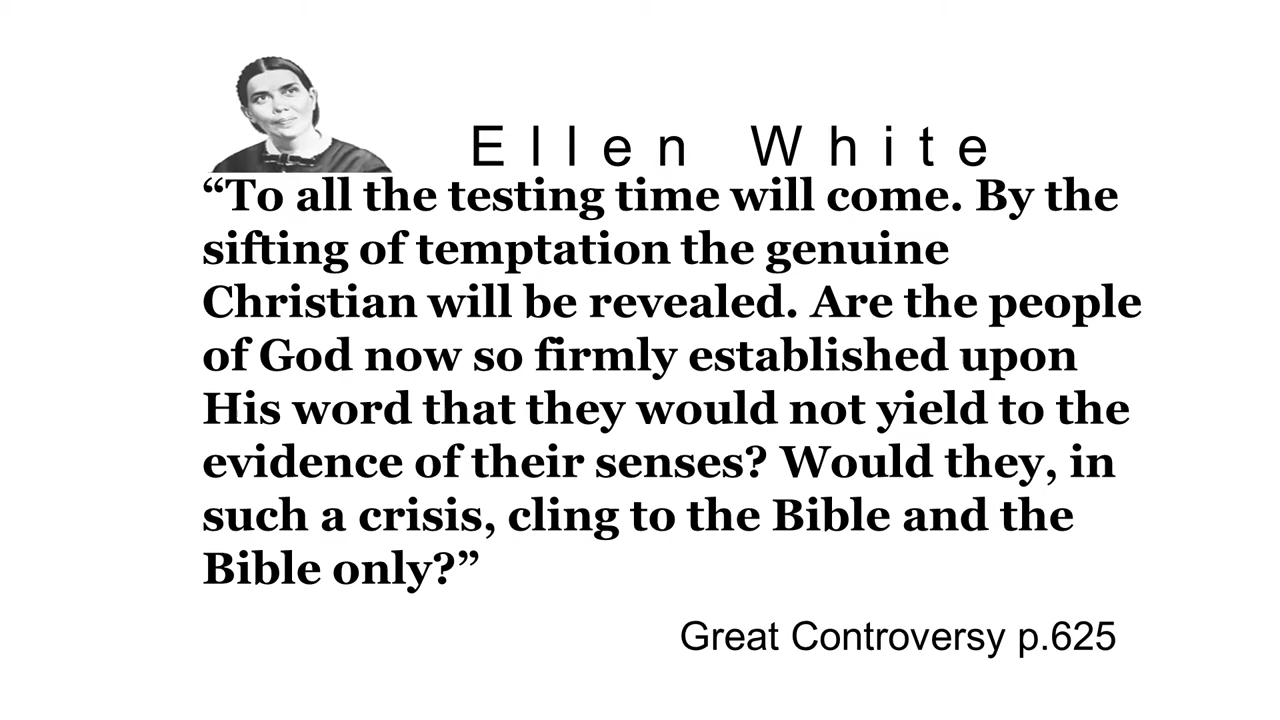 Ellen White
“To all the testing time will come. By the
sifting of temptation the genuine
Christian will be revealed. Are the people
of God now so firmly established upon
His word that they would not yield to the
evidence of their senses? Would they, in
such a crisis, cling to the Bible and the
Bible only?”
Great Controversy p.625